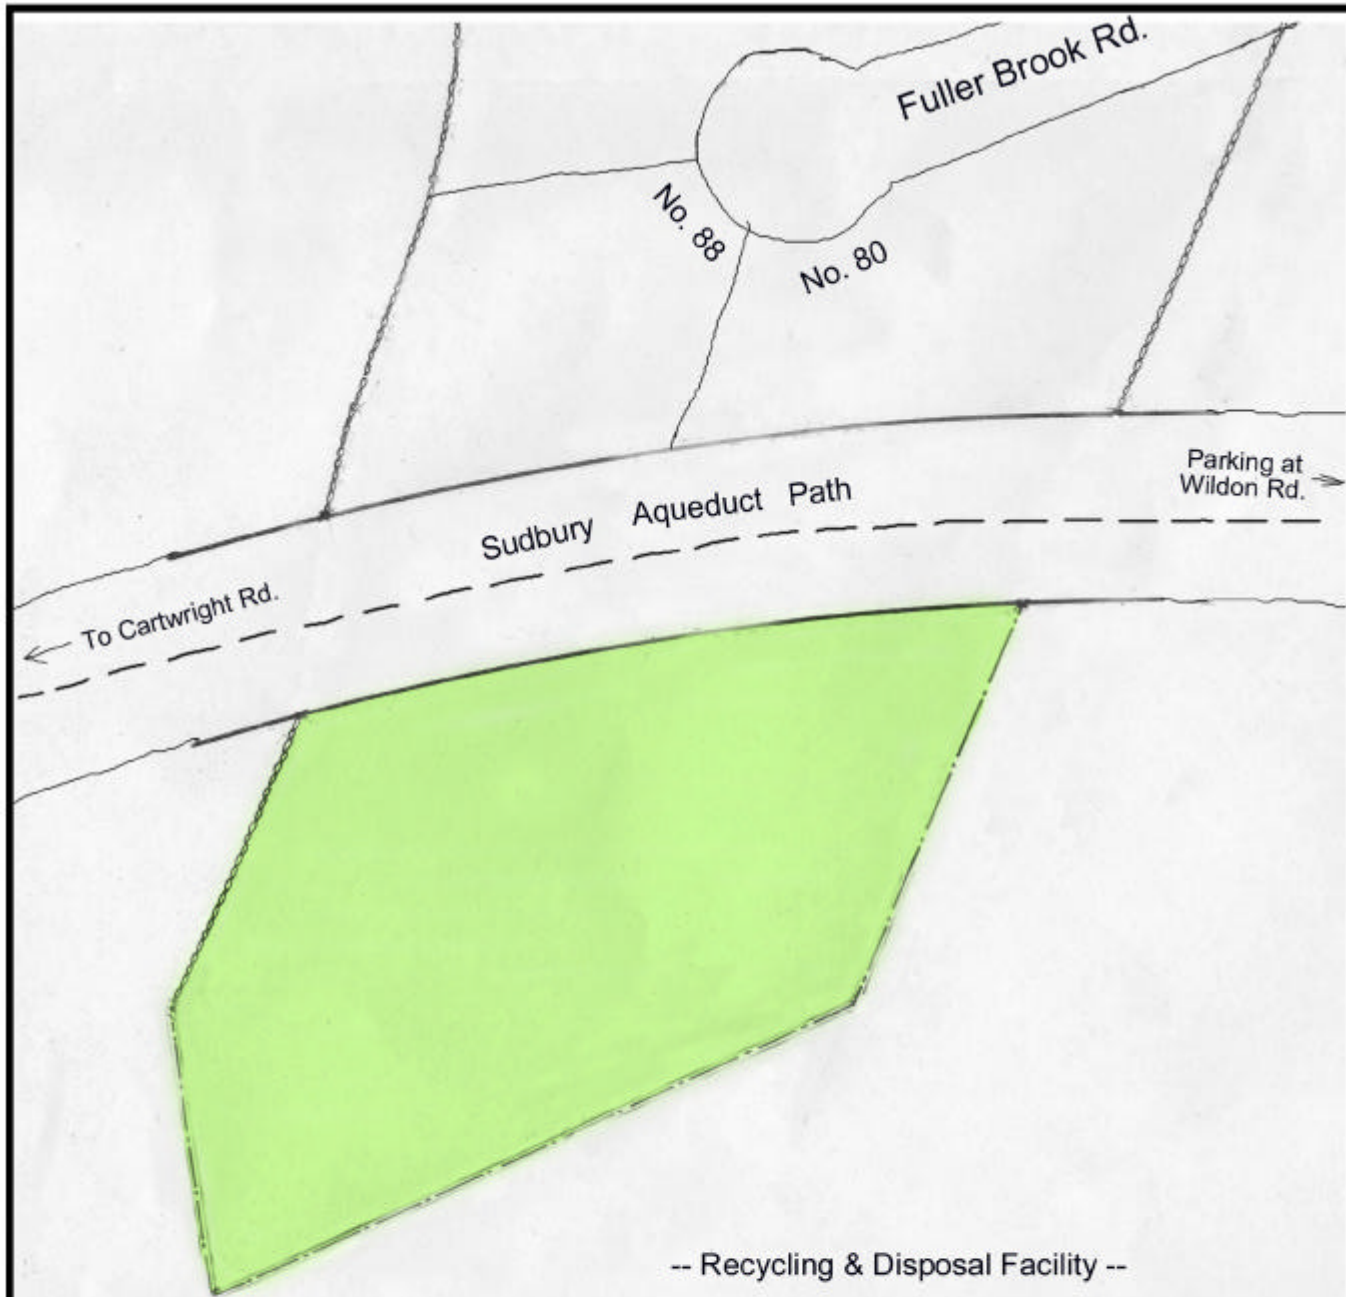 Fuller Brook Rd.
No. 88
No. 80
Parking at
Wildon Rd.
Sudbury Aqueduct Path
To Cartwright Rd.
-- Recycling & Disposal Facility --